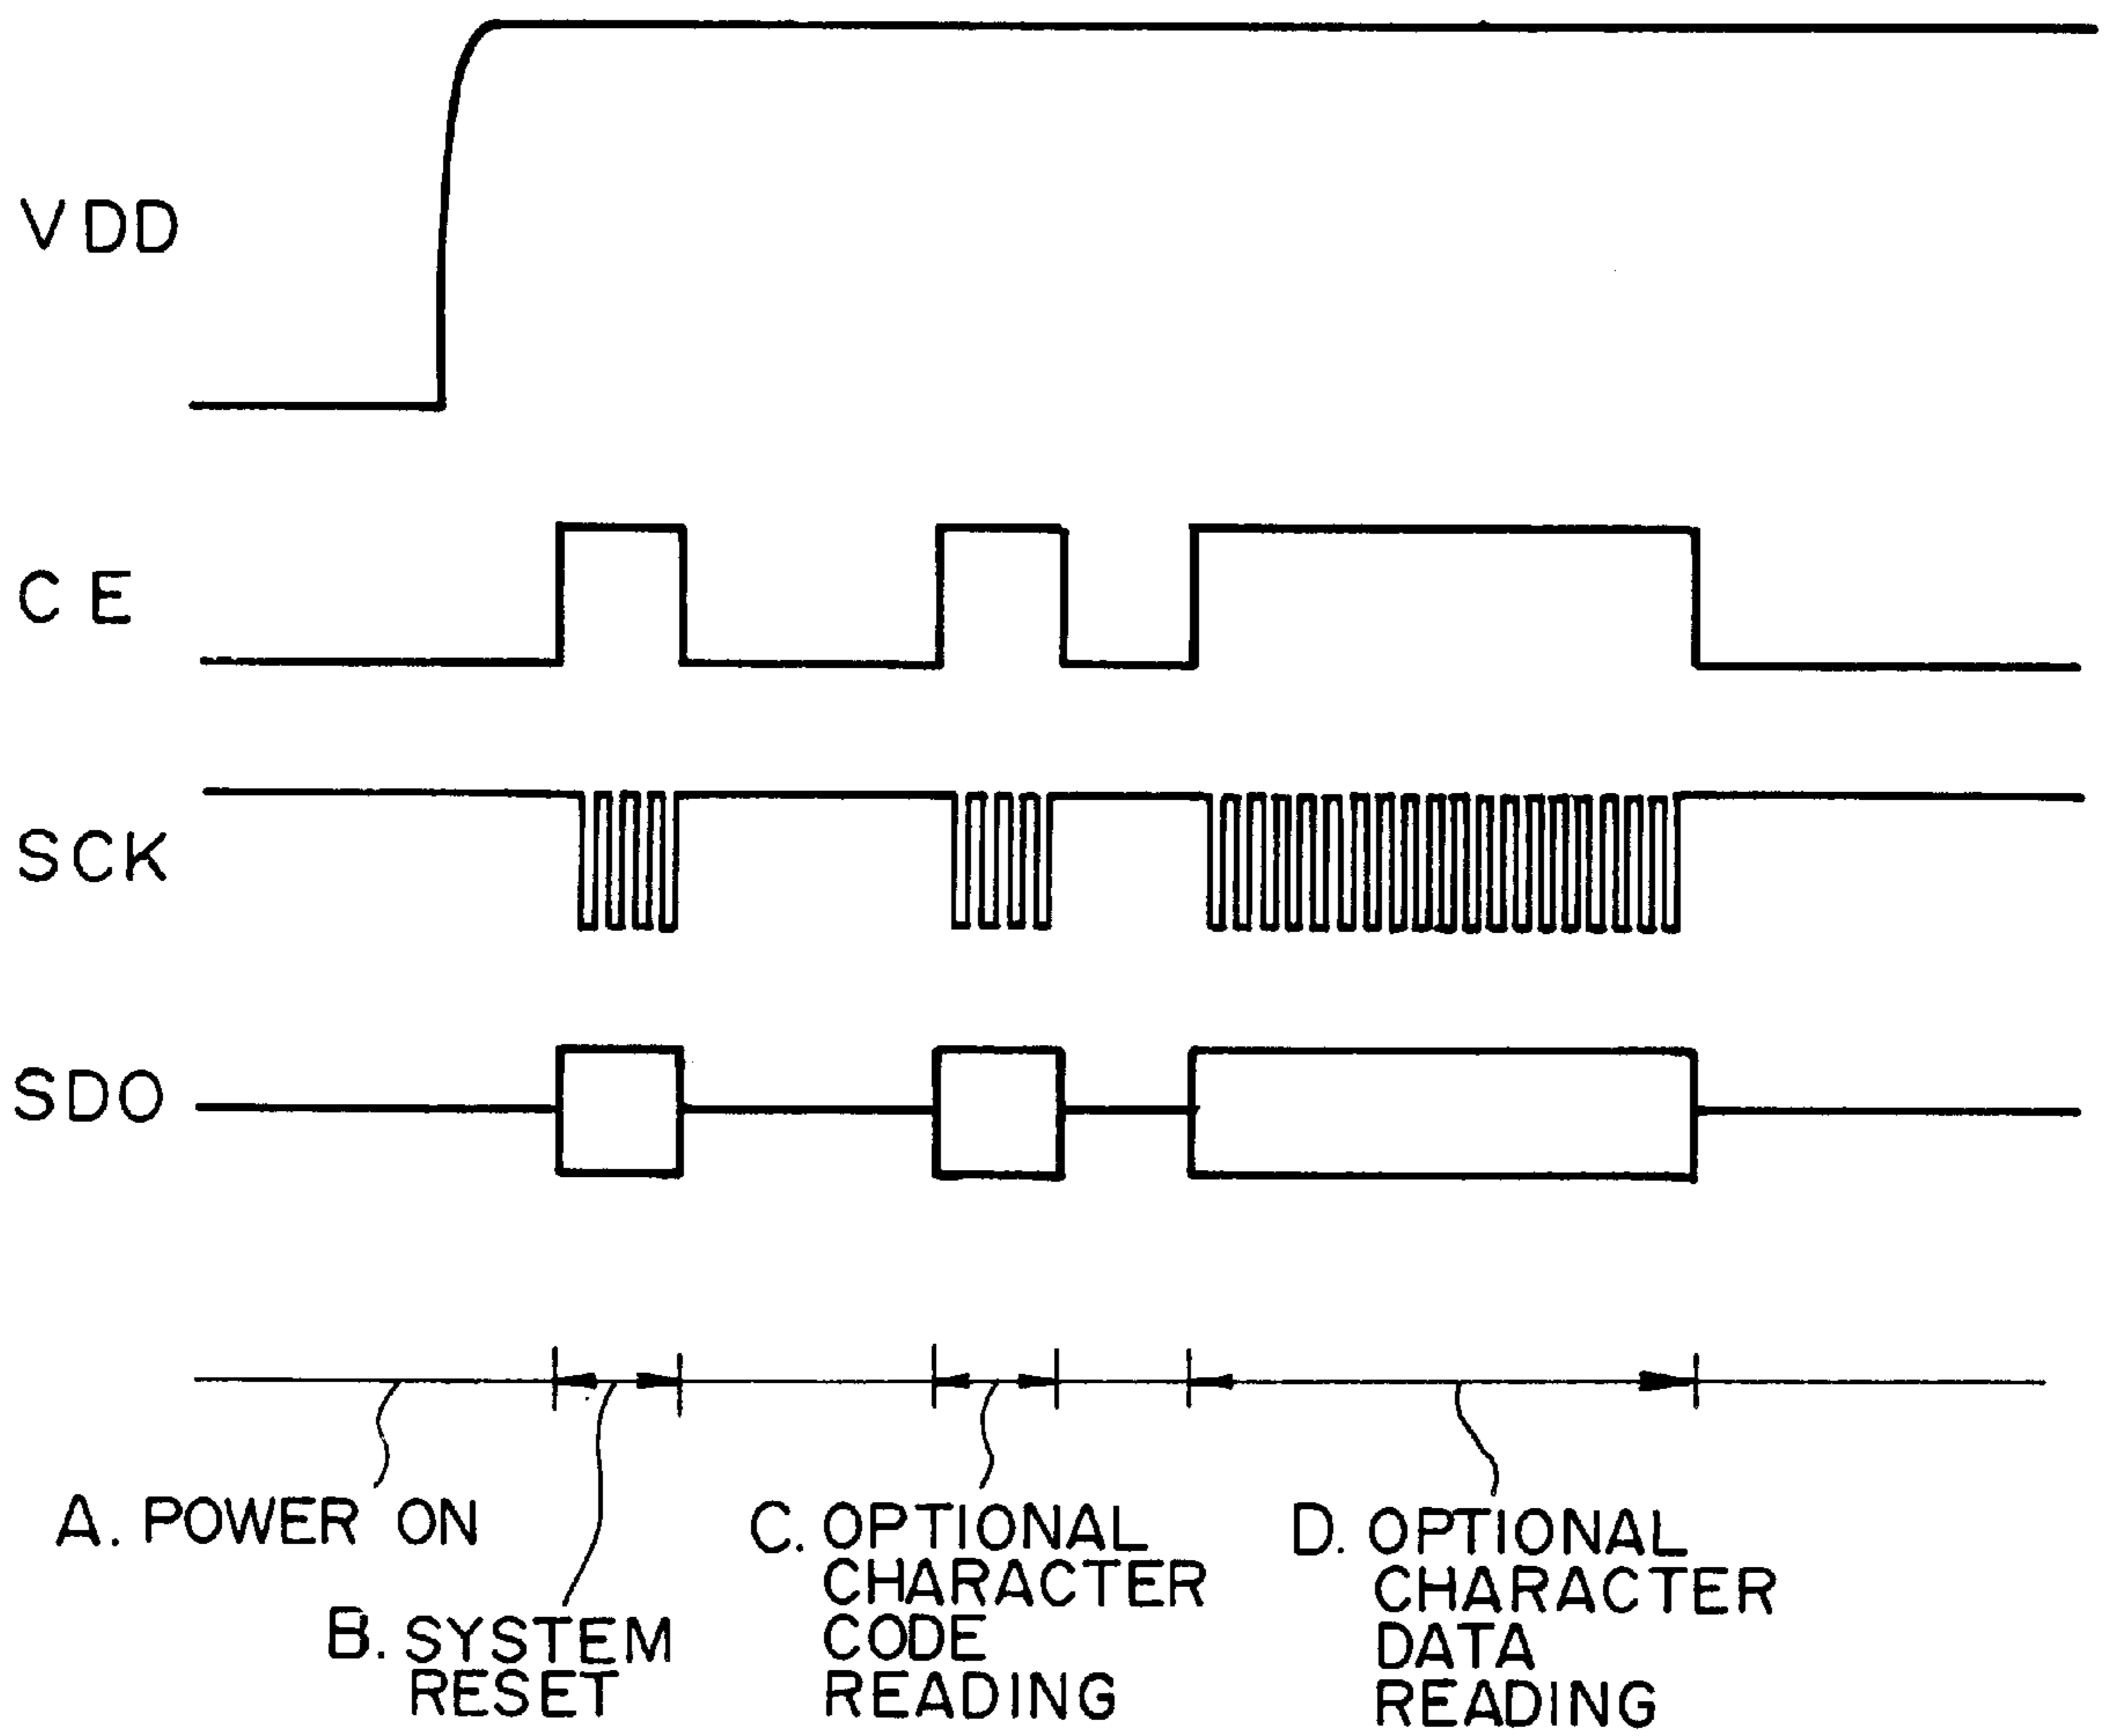 VDD
CE
SCK
SDO
A. POWER ON
B. SYSTEM
RESET
C. OPTIONAL
CHARACTER
CODE
READING
D. OPTIONAL
CHARACTER
DATA
READING